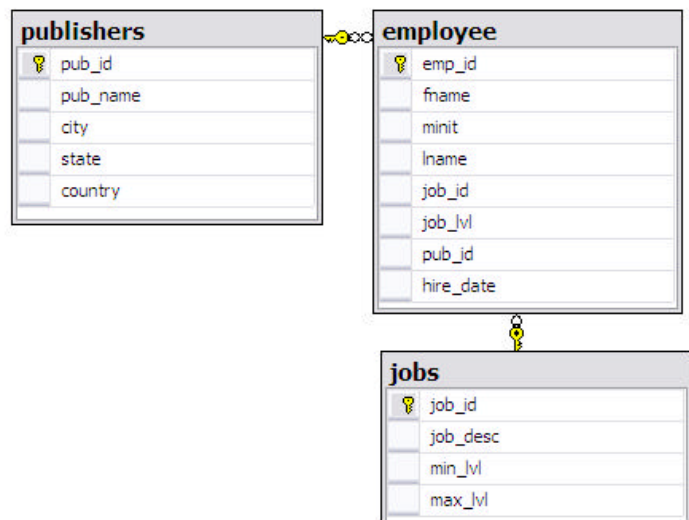 publishers
pub_id
pub_name
city
state
country
employee
emp_id
fname
minit
lname
job_id
job_lvl
pub_id
hire_date
jobs
job_id
job_desc
min_lvl
max_lvl